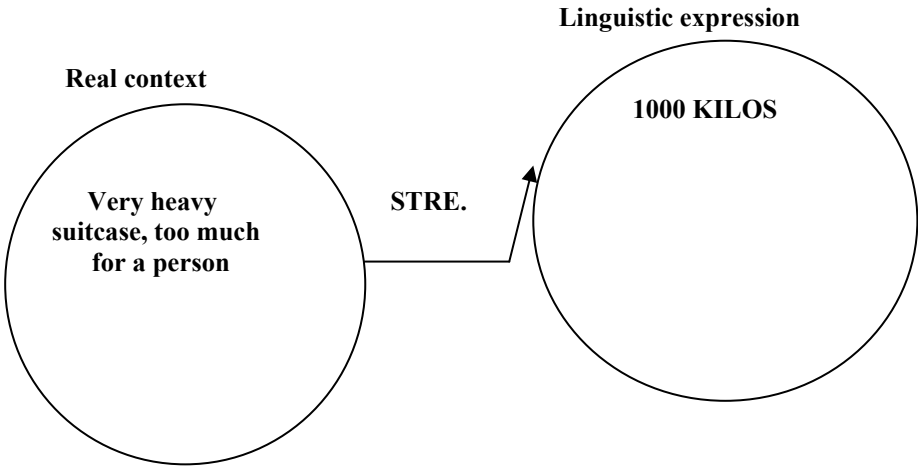 Linguistic expression
Real context
1000 KILOS
Very heavy
suitcase, too much
for a person
STRE.